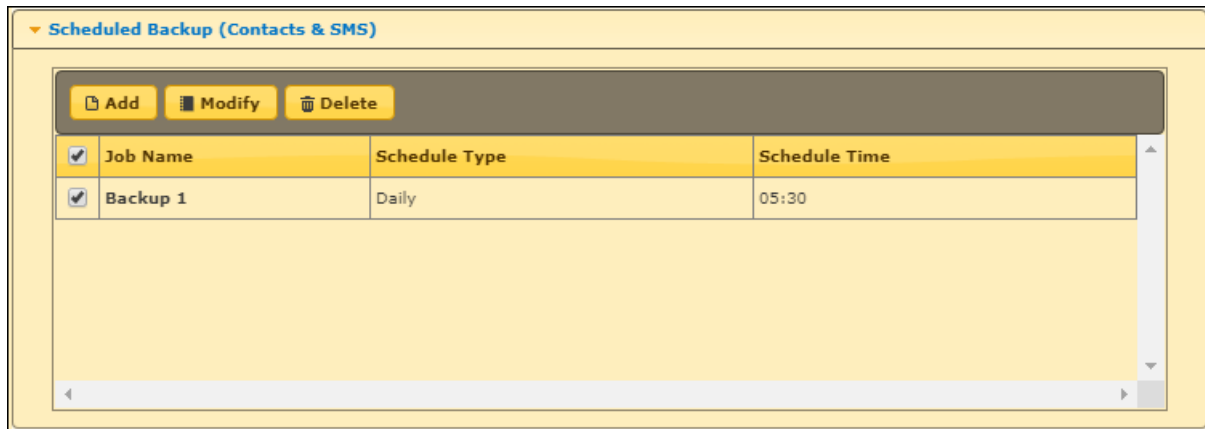 Scheduled Backup (Contacts & SMS)
Add Modify Delete
Job Name Schedule Type Schedule Time
Backup 1 Daily 05:30